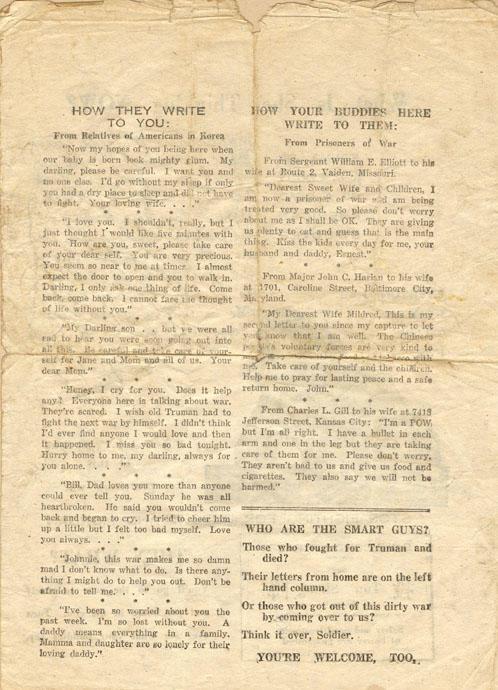 HOW THEY WRITE
TO YOU:
From Relatives of Americans in Korea
"Now my hopes of you being here when
our baby is born look mighty glum. My
darling, please be careful. I want you and
no one else. I'd go without my sleep if only
you had a dry place to sleep and did not have
to fight. Your loving wife. . . ."
* * *
"I love you. I shouldn't, really, but I
just thought I would like five minutes with
you. How are you, sweet, please take care
of your dear self. You are very precious.
You seem so near to me at times. I almost
expect the door to open and you to walk in.
Darling, I only ask one thing of life. Come
back, come back. I cannot face the thought
of life without you."
* * *
"My Darling son . . but we were all
sad to hear you were soon going out into
all this. Be careful and take care of your-
self for Jane and Mom and all of us. Your
dear Mom."
* * *
"Honey, I cry for you. Does it help
any? Everyone here is talking about war.
They're scared. I wish old Truman had to
fight the next war by himself. I didn't think
I'd ever find anyone I would love and then
it happened. I miss you so bad tonight.
Hurry home to me, my darling, always for
you alone. . . ."
* * *
"Bill, Dad loves you more than anyone
could ever tell you. Sunday he was all
heartbroken. He said you wouldn't come
back and began to cry. I tried to cheer him
up a little but I felt too bad myself. Love
you always. . . ."
* * *
"Johnnie, this war makes me so damn
mad I don't know what to do. Is there any-
thing I might do to help you out. Don't be
afraid to tell me. . . ."
* * *
"I've been so worried about you the
past week. I'm so lost without you. A
daddy means everything in a family.
Mamma and daughter are so lonely for their
loving daddy."
HOW YOUR BUDDIES HERE
WRITE TO THEM:
From Prisoners of War
From Sergeant William E. Elliott to his
wife at Route 2, Vaiden, Missouri.
"Dearest Sweet Wife and Children, I
am now a prisoner of war and am being
treated very good. So please don't worry
about me as I shall be OK. They are giving
us plenty to eat and guess that is the main
thing. Kiss the kids every day for me, your
husband and daddy, Ernest."
* * *
From Major John C. Harlan to his wife
at 1701, Caroline Street, Baltimore City,
Maryland.
"My Dearest Wife Mildred, This is my
second letter to you since my capture to let
you know that I am well. The Chinese
voluntary forces are very kind to
with
me. Take care of yourself and the children.
Help me to pray for lasting peace and a safe
return home. John."
* * *
From Charles L. Gill to his wife at 7413
Jefferson Street, Kansas City: "I'm a POW,
but I'm all right. I have a bullet in each
arm and one in the leg but they are taking
care of them for me. Please don't worry.
They aren't bad to us and give us food and
cigarettes. They also say we will not be
harmed."
WHO ARE THE SMART GUYS?
Those who fought for Truman and
died?
Their letters from home are on the left
hand column.
Or those who got out of this dirty war
by coming over to us?
Think it over, Soldier.
YOU'RE WELCOME, TOO.